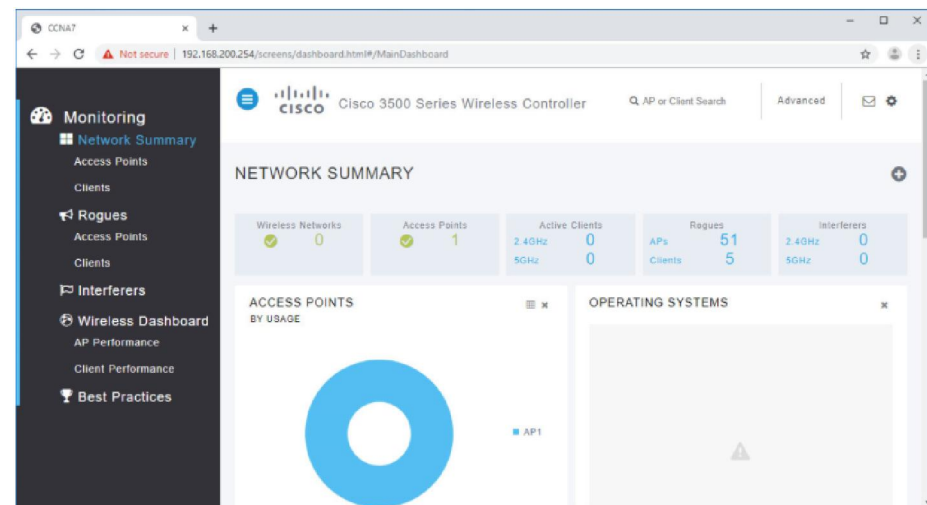 CCNA7
Not secure | 192.168.200.254/screens/dashboard.html#/MainDashboard
Monitoring
Network Summary
Access Points
Clients
Rogues
Access Points
Clients
Interferers
Wireless Dashboard
AP Performance
Client Performance
Best Practices
CISCO
Cisco 3500 Series Wireless Controller
AP or Client Search
Advanced
NETWORK SUMMARY
Wireless Networks
0
Access Points
1
Active Clients
2.4GHz 0
5GHz 0
Rogues
APs 51
Clients 5
Interferers
2.4GHz 0
5GHz 0
ACCESS POINTS
BY USAGE
AP1
OPERATING SYSTEMS